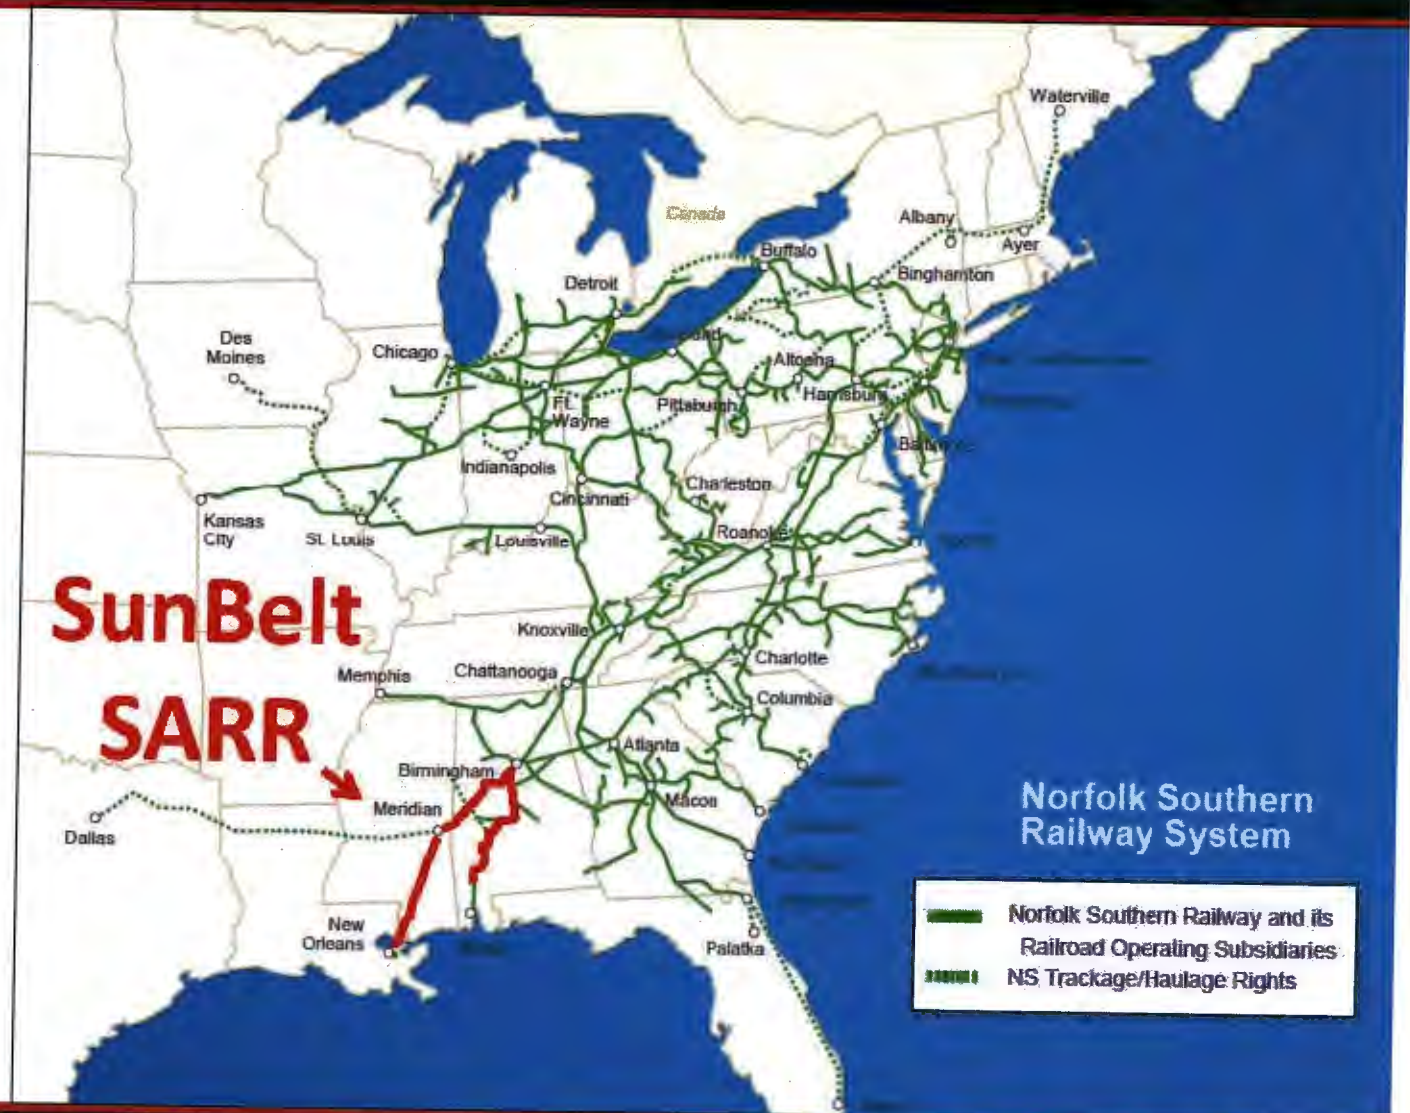 Waterville
Canada
Albany
Ayer
Buffalo
Binghamton
Detroit
Des
Moines
Chicago
Altoona
Ft.
Wayne
Pittsburgh
Harrisburg
Indianapolis
Cincinnati
Charleston
Kansas
City
St. Louis
Louisville
Roanoke
SunBelt
SARR
Knoxville
Charlotte
Memphis
Chattanooga
Columbia
Atlanta
Birmingham
Meridian
Macon
Dallas
Norfolk Southern
Railway System
New
Orleans
Palatka
Norfolk Southern Railway and its
Railroad Operating Subsidiaries
NS Trackage/Haulage Rights